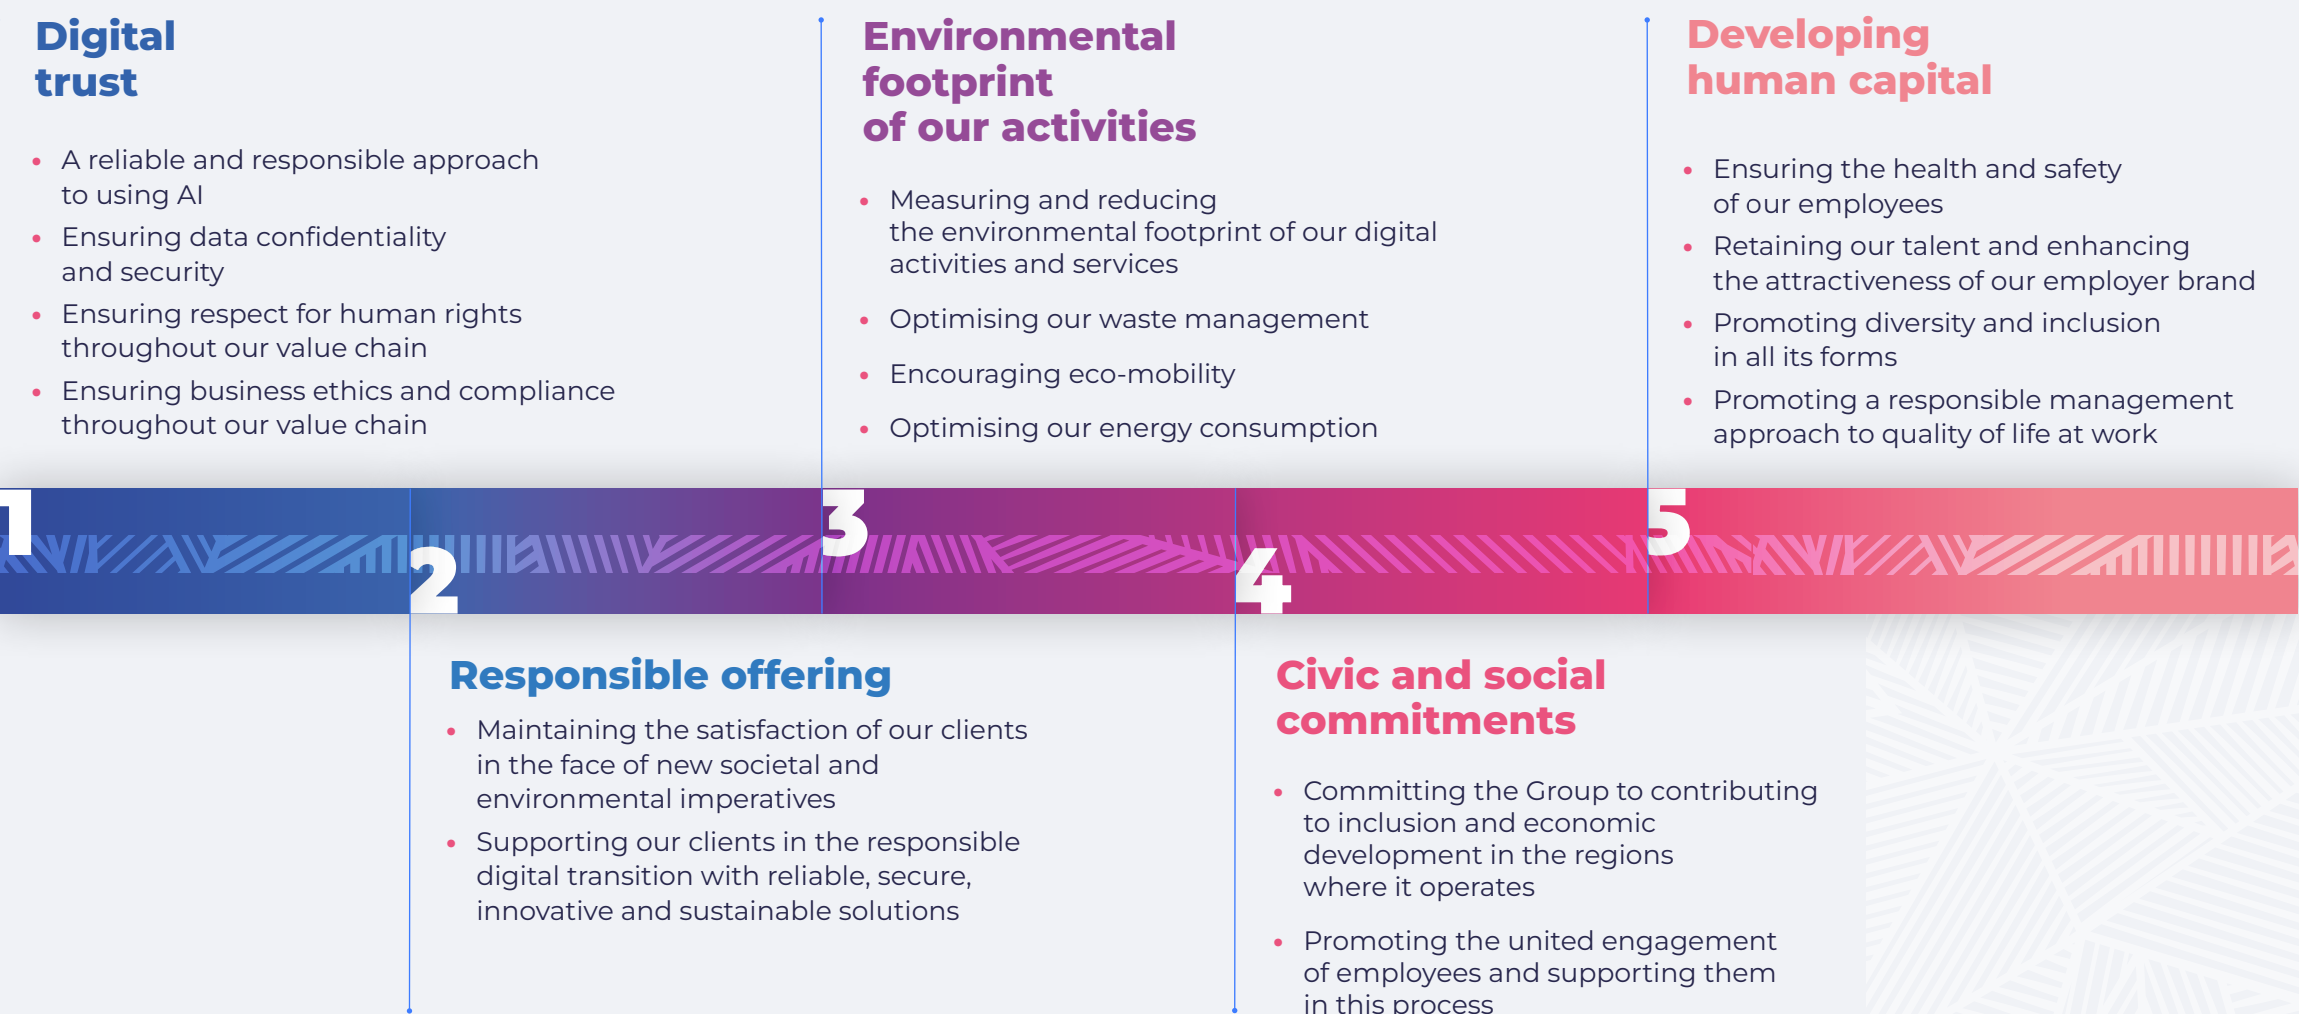 Digital
trust
• A reliable and responsible approach
to using AI
• Ensuring data confidentiality
and security
• Ensuring respect for human rights
throughout our value chain
• Ensuring business ethics and compliance
throughout our value chain
Environmental
footprint
of our activities
• Measuring and reducing
the environmental footprint of our digital
activities and services
• Optimising our waste management
• Encouraging eco-mobility
• Optimising our energy consumption
Developing
human capital
• Ensuring the health and safety
of our employees
• Retaining our talent and enhancing
the attractiveness of our employer brand
• Promoting diversity and inclusion
in all its forms
• Promoting a responsible management
approach to quality of life at work
1
2
3
4
5
Responsible offering
• Maintaining the satisfaction of our clients
in the face of new societal and
environmental imperatives
• Supporting our clients in the responsible
digital transition with reliable, secure,
innovative and sustainable solutions
Civic and social
commitments
• Committing the Group to contributing
to inclusion and economic
development in the regions
where it operates
• Promoting the united engagement
of employees and supporting them
in this process